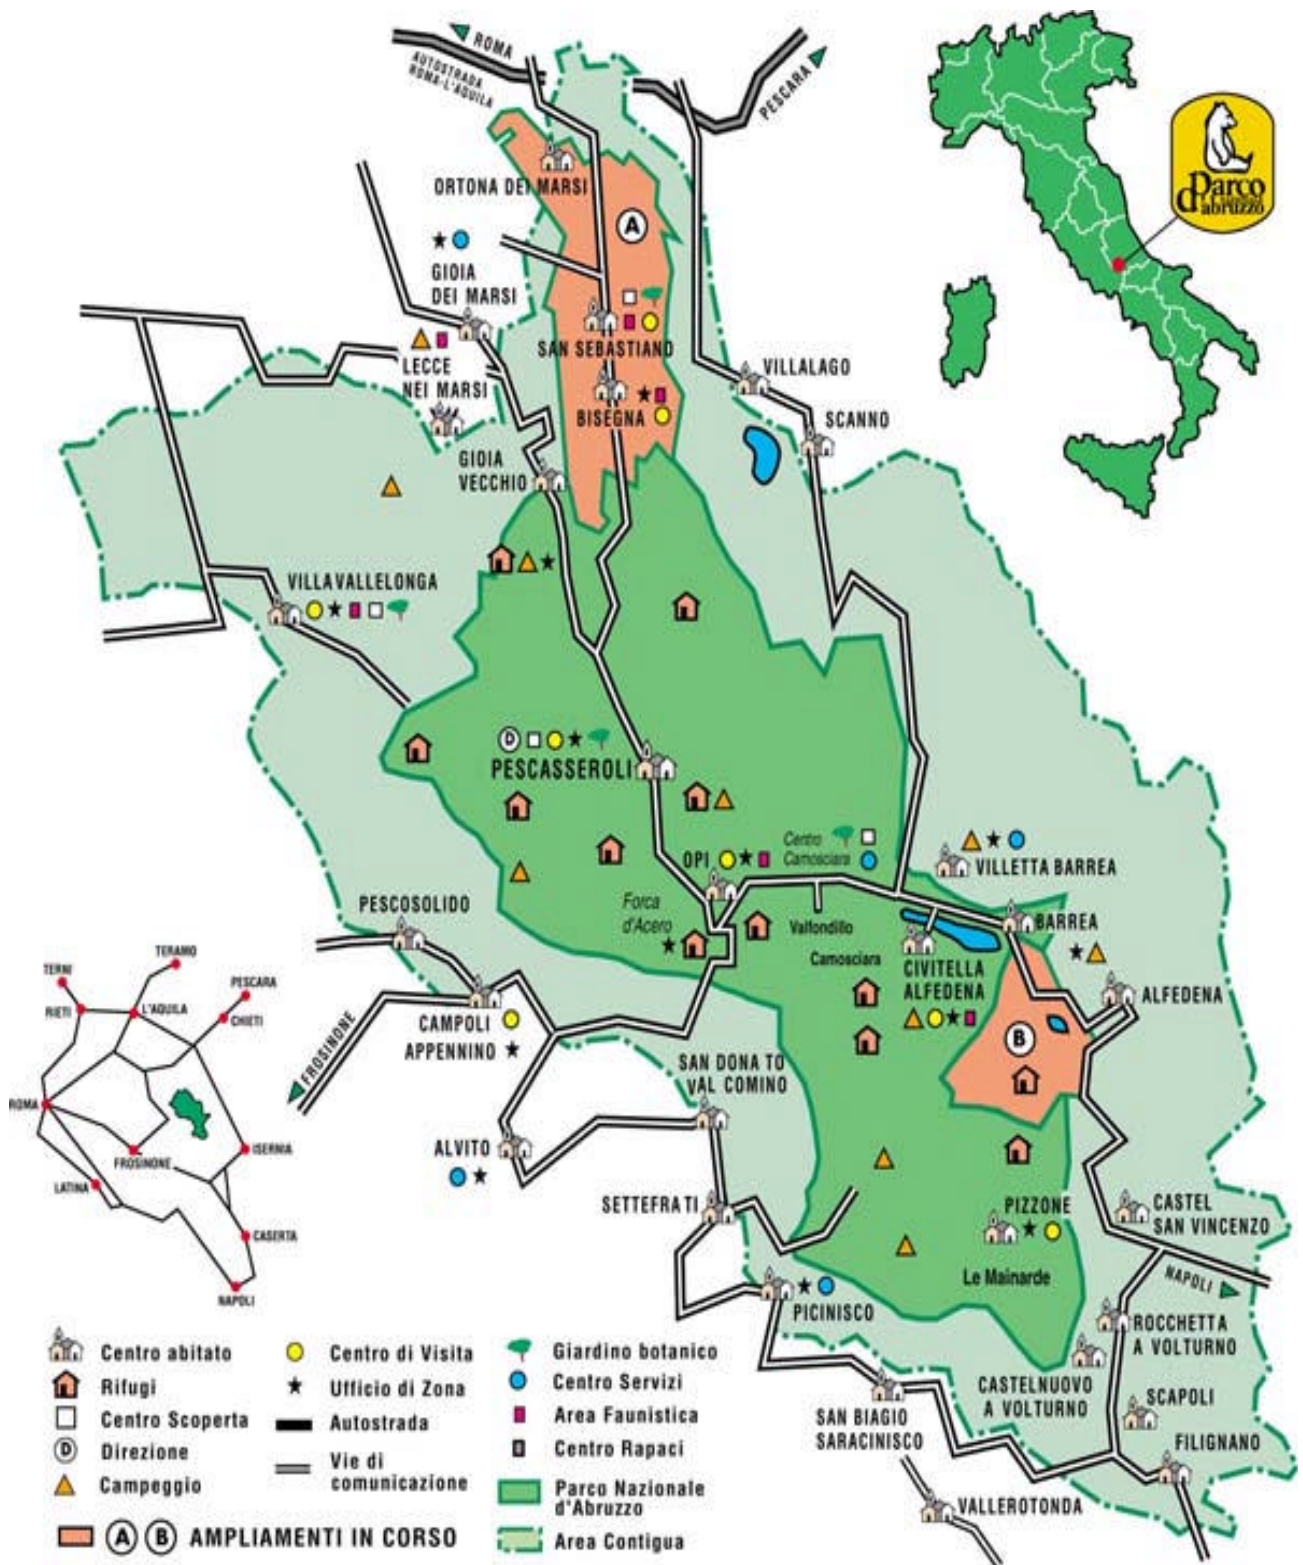 ROMA
AUTOSTRADA
ROMA-L'AQUILA
PESCARA
Parco
d'abruzzo
ORTONA DEI MARSI
A
GIOIA
DEI MARSI
SAN SEBASTIANO
LECCE
NEI MARSI
BISEGNA
VILLALAGO
SCANNO
GIOIA
VECCHIO
VILLAVALLELONGA
D
PESCASSEROLI
OPI
Centro
Camosciara
VILLETTA BARREA
PESCOSOLIDO
Forca
d'Acero
Valfondillo
BARREA
Camosciara
CIVITELLA
ALFEDENA
ALFEDENA
TERNI
TERAMO
PESCARA
RIETI
L'AQUILA
CHIETI
ROMA
FROSINONE
ISERNIA
LATINA
CASERTA
NAPOLI
FROSINONE
CAMPOLI
APPENNINO
B
SAN DONA TO
VAL COMINO
ALVITO
SETTEFRA TI
PIZZONE
CASTEL
SAN VINCENZO
Le Mainarde
NAPOLI
PICINISCO
ROCCHETTA
A VOLTURNO
CASTELNUOVO
A VOLTURNO
SCAPOLI
SAN BIAGIO
SARACINISCO
FILIGNANO
VALLEROTONDA
Centro abitato
Rifugi
Centro Scoperta
D
Direzione
Campeggio
Centro di Visita
Ufficio di Zona
Autostrada
Vie di
comunicazione
Giardino botanico
Centro Servizi
Area Faunistica
Centro Rapaci
Parco Nazionale
d'Abruzzo
Area Contigua
A B AMPLIAMENTI IN CORSO